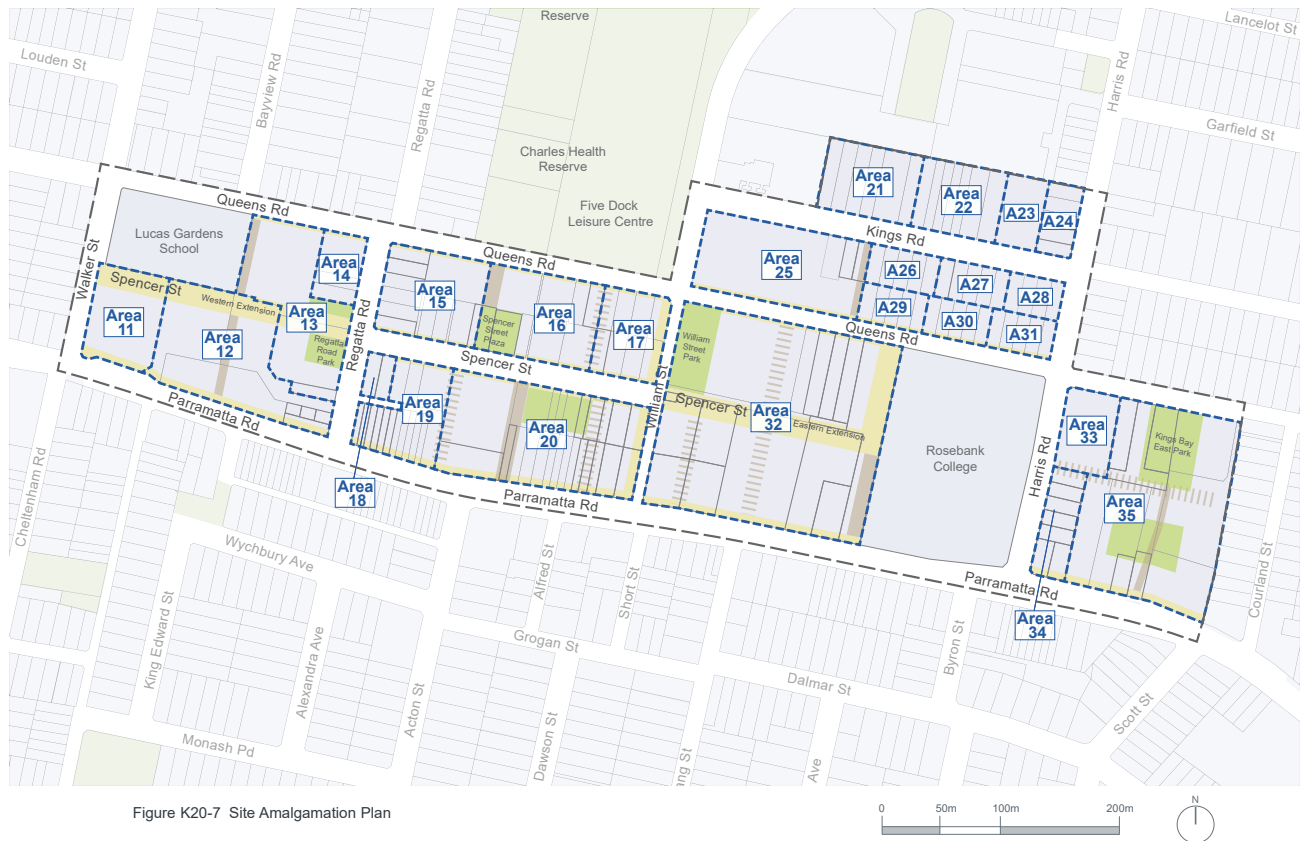 Reserve
Lancelot St
Louden St
Bayview Rd
Regatta Rd
Harris Rd
Garfield St
Charles Health
Reserve
Five Dock
Leisure Centre
Area
21
Area
22
A23
A24
Queens Rd
Lucas Gardens
School
Walker St
Kings Rd
Queens Rd
Area
14
Area
25
A26
A27
A28
A29
A30
A31
Spencer St
Western Extension
Area
11
Area
12
Area
13
Regatta
Road
Park
Regatta Rd
Area
15
Spencer
Street
Plaza
Area
16
Area
17
William
Street
Park
Queens Rd
Spencer St
William St
Parramatta Rd
Area
19
Area
20
Spencer St
Area
32
Eastern Extension
Rosebank
College
Harris Rd
Area
33
Kings Bay
East Park
Area
35
Area
18
Parramatta Rd
Parramatta Rd
Area
34
Cheltenham Rd
Wychbury Ave
King Edward St
Alexandra Ave
Acton St
Alfred St
Short St
Grogan St
Dawson St
ang St
Ave
Dalmar St
Byron St
Scott St
Courland St
Monash Pd
Figure K20-7 Site Amalgamation Plan
0 50m 100m 200m
N